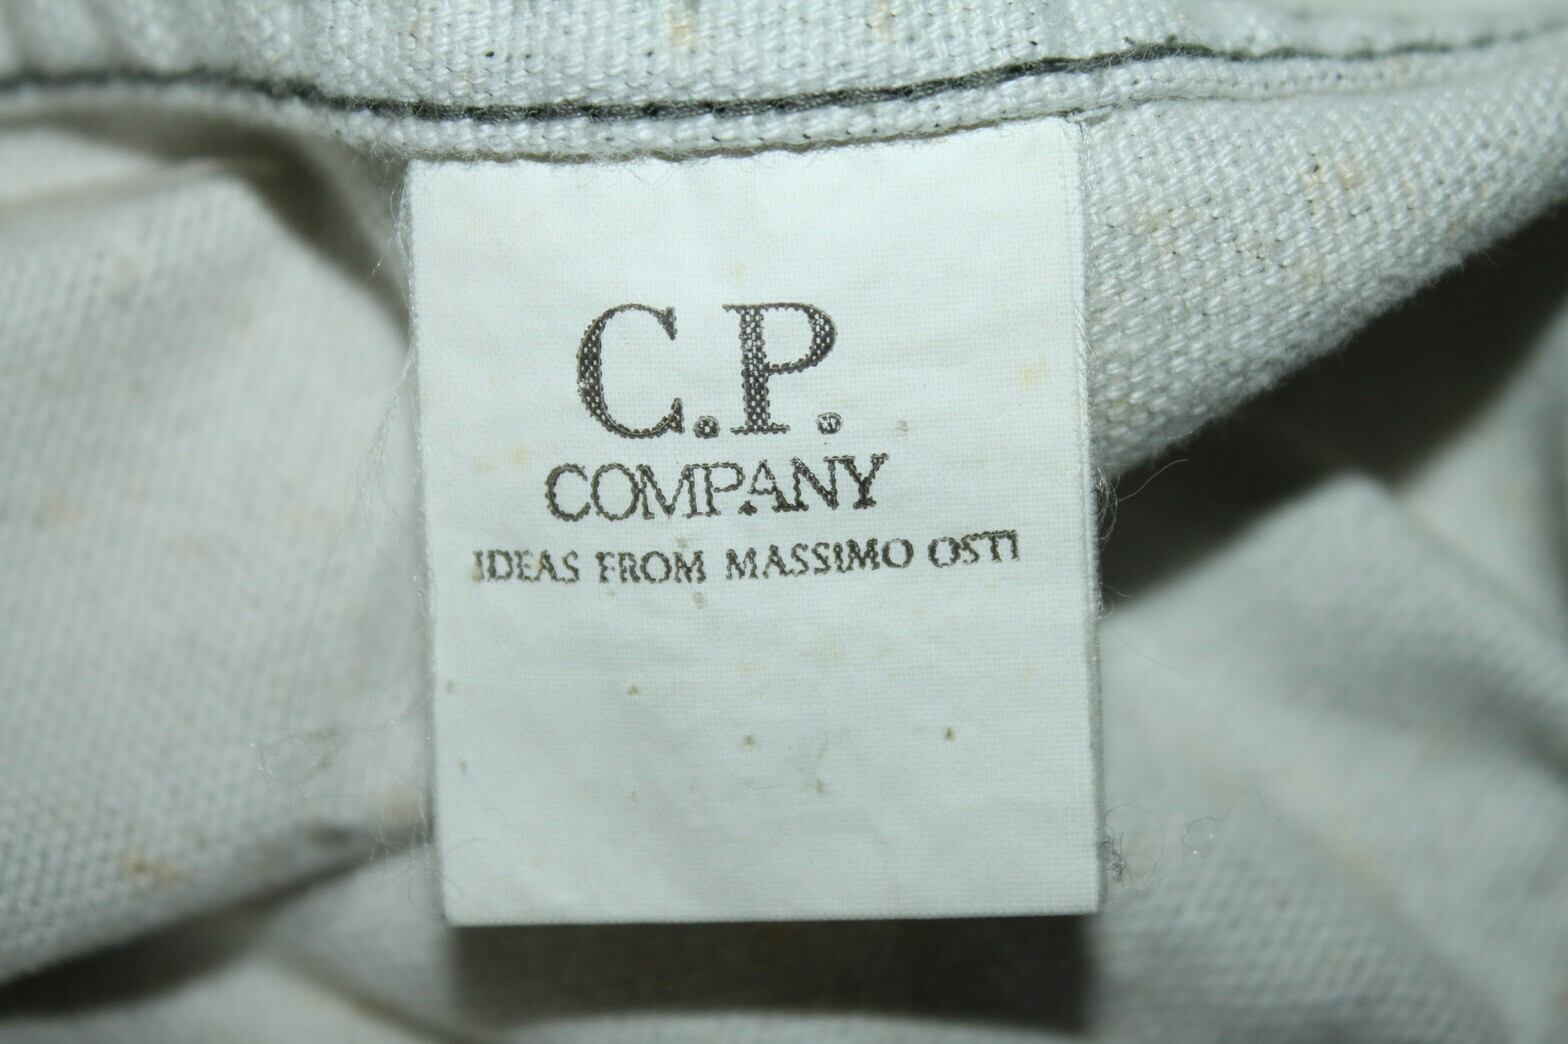 C.P.
COMPANY
IDEAS FROM MASSIMO OSTI